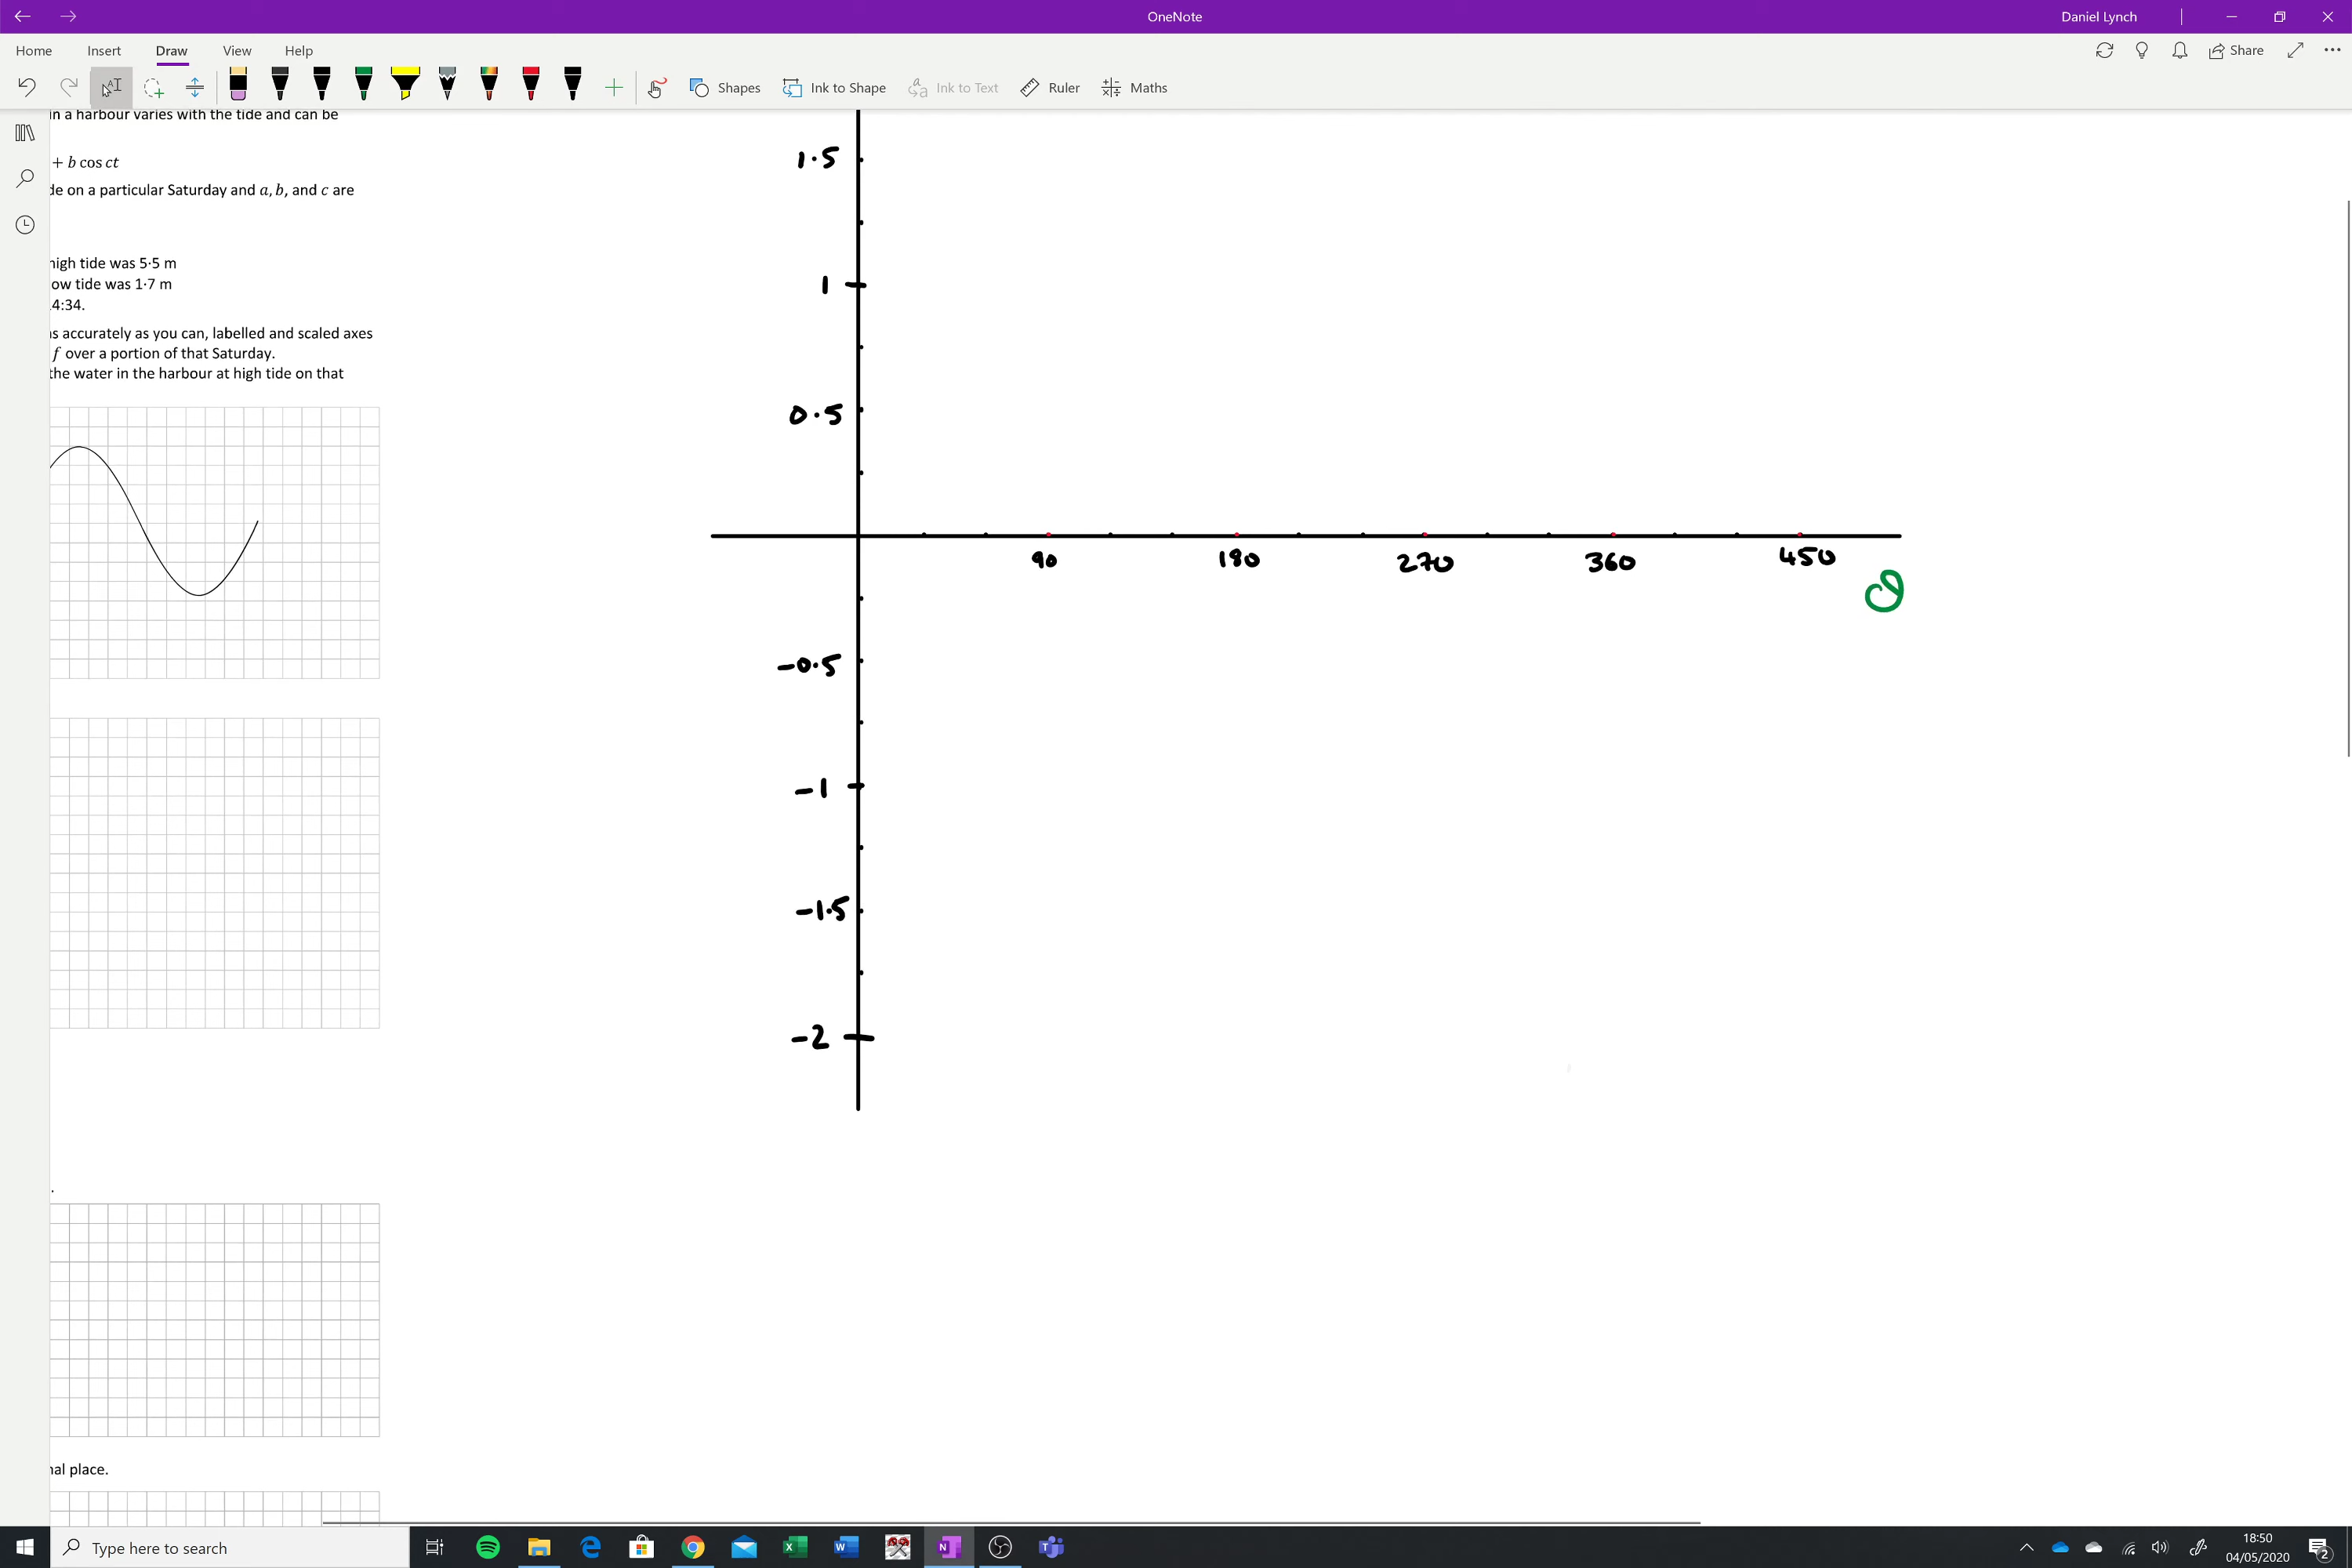 OneNote
Daniel Lynch
Home Insert Draw View Help
Share
Shapes Ink to Shape Ink to Text Ruler Maths
in a harbour varies with the tide and can be
+ b cos ct
de on a particular Saturday and a, b, and c are
high tide was 5·5 m
ow tide was 1·7 m
4:34.
as accurately as you can, labelled and scaled axes
f over a portion of that Saturday.
the water in the harbour at high tide on that
.
nal place.
1.5
1
0.5
90 180 270 360 450
θ
-0.5
-1
-1.5
-2
Type here to search
18:50
04/05/2020
2